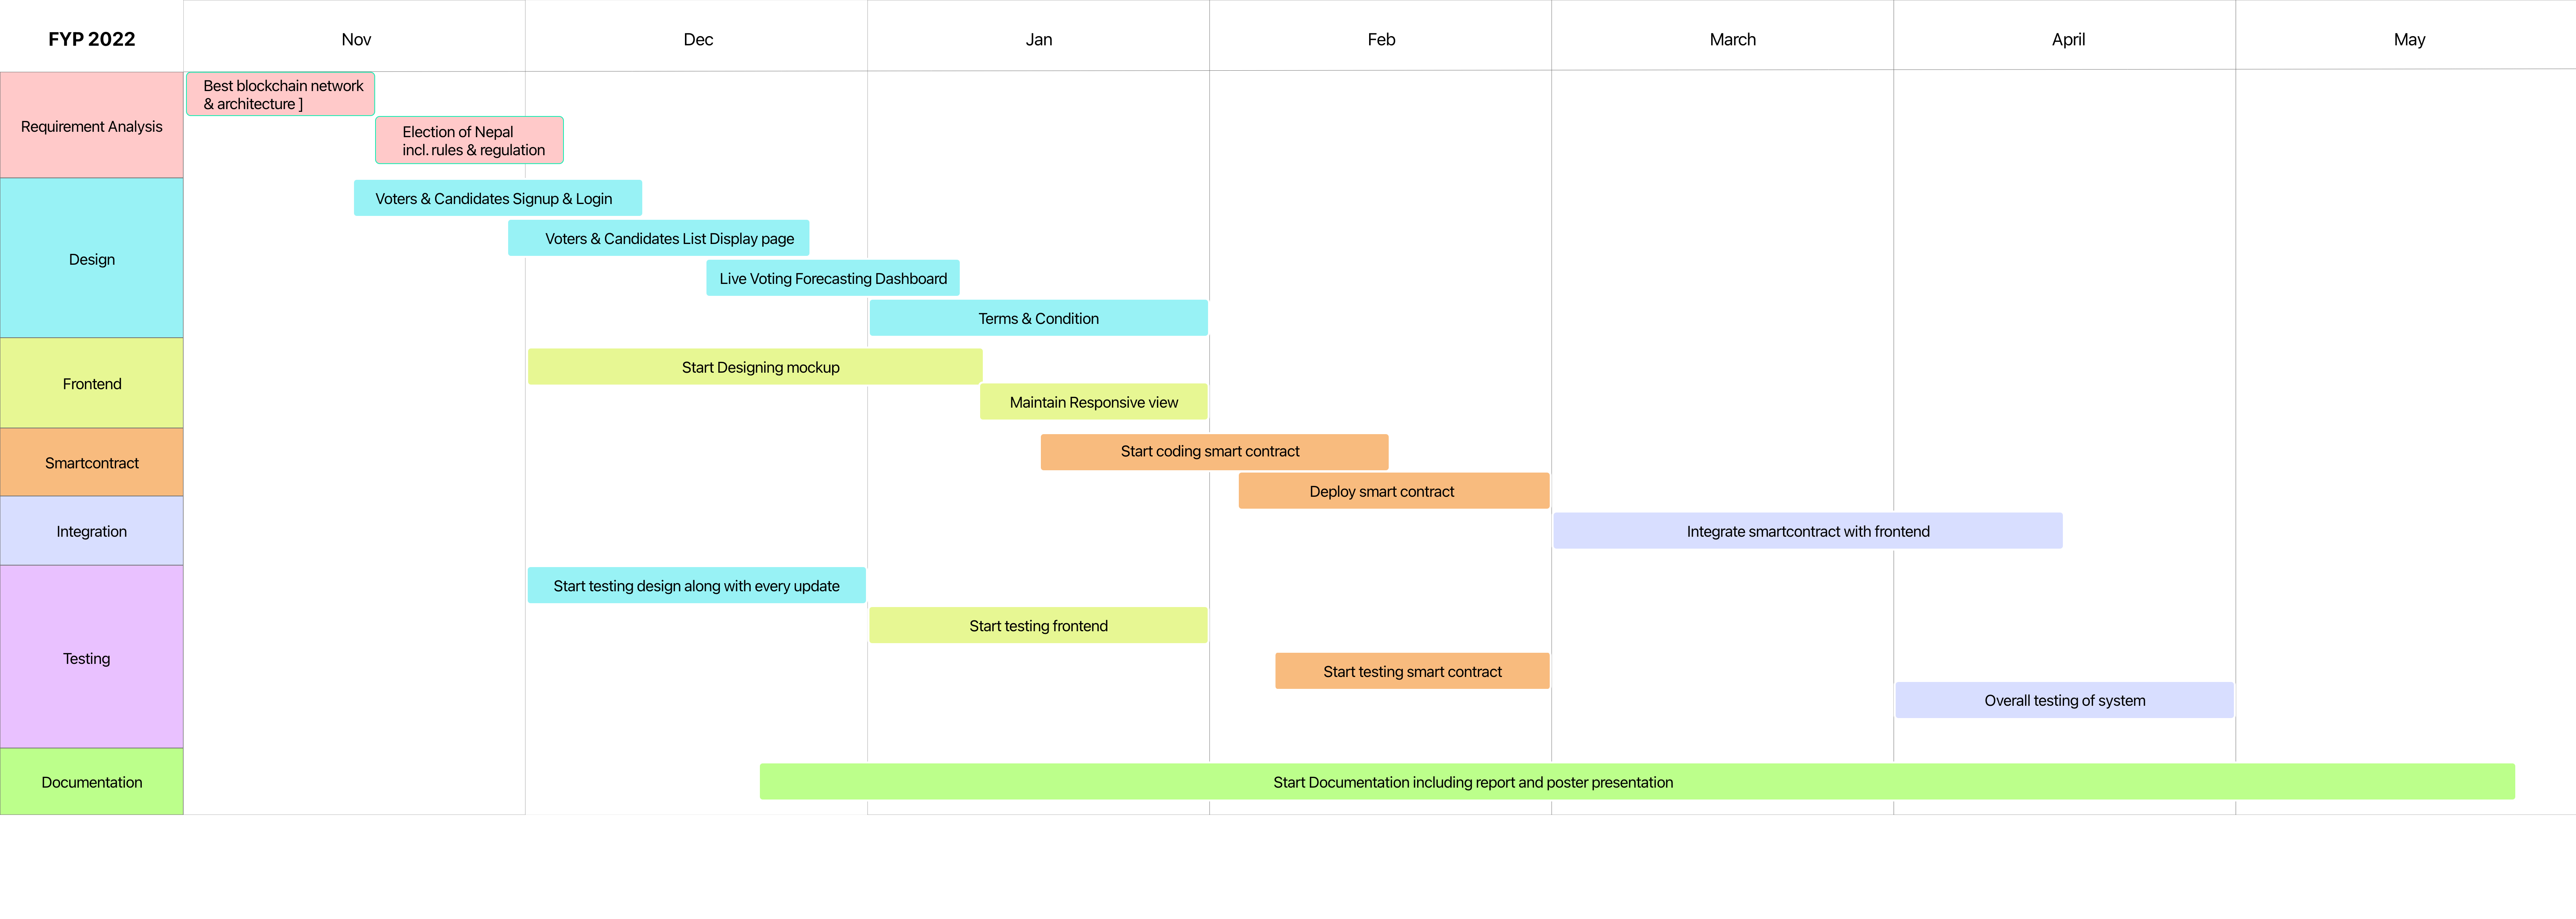 FYP 2022
Nov
Dec
Jan
Feb
March
April
May
Requirement Analysis
Best blockchain network
& architecture ]
Election of Nepal
incl. rules & regulation
Design
Voters & Candidates Signup & Login
Voters & Candidates List Display page
Live Voting Forecasting Dashboard
Terms & Condition
Frontend
Start Designing mockup
Maintain Responsive view
Smartcontract
Start coding smart contract
Deploy smart contract
Integration
Integrate smartcontract with frontend
Testing
Start testing design along with every update
Start testing frontend
Start testing smart contract
Overall testing of system
Documentation
Start Documentation including report and poster presentation